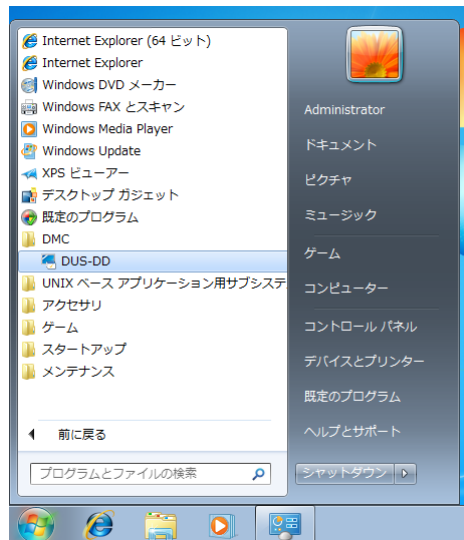 Internet Explorer (64 ビット)
Internet Explorer
Windows DVD メーカー
Windows FAX とスキャン
Windows Media Player
Windows Update
XPS ビューアー
デスクトップ ガジェット
既定のプログラム
DMC
DUS-DD
UNIX ベース アプリケーション用サブシステ
アクセサリ
ゲーム
スタートアップ
メンテナンス
前に戻る
プログラムとファイルの検索
Administrator
ドキュメント
ピクチャ
ミュージック
ゲーム
コンピューター
コントロール パネル
デバイスとプリンター
既定のプログラム
ヘルプとサポート
シャットダウン